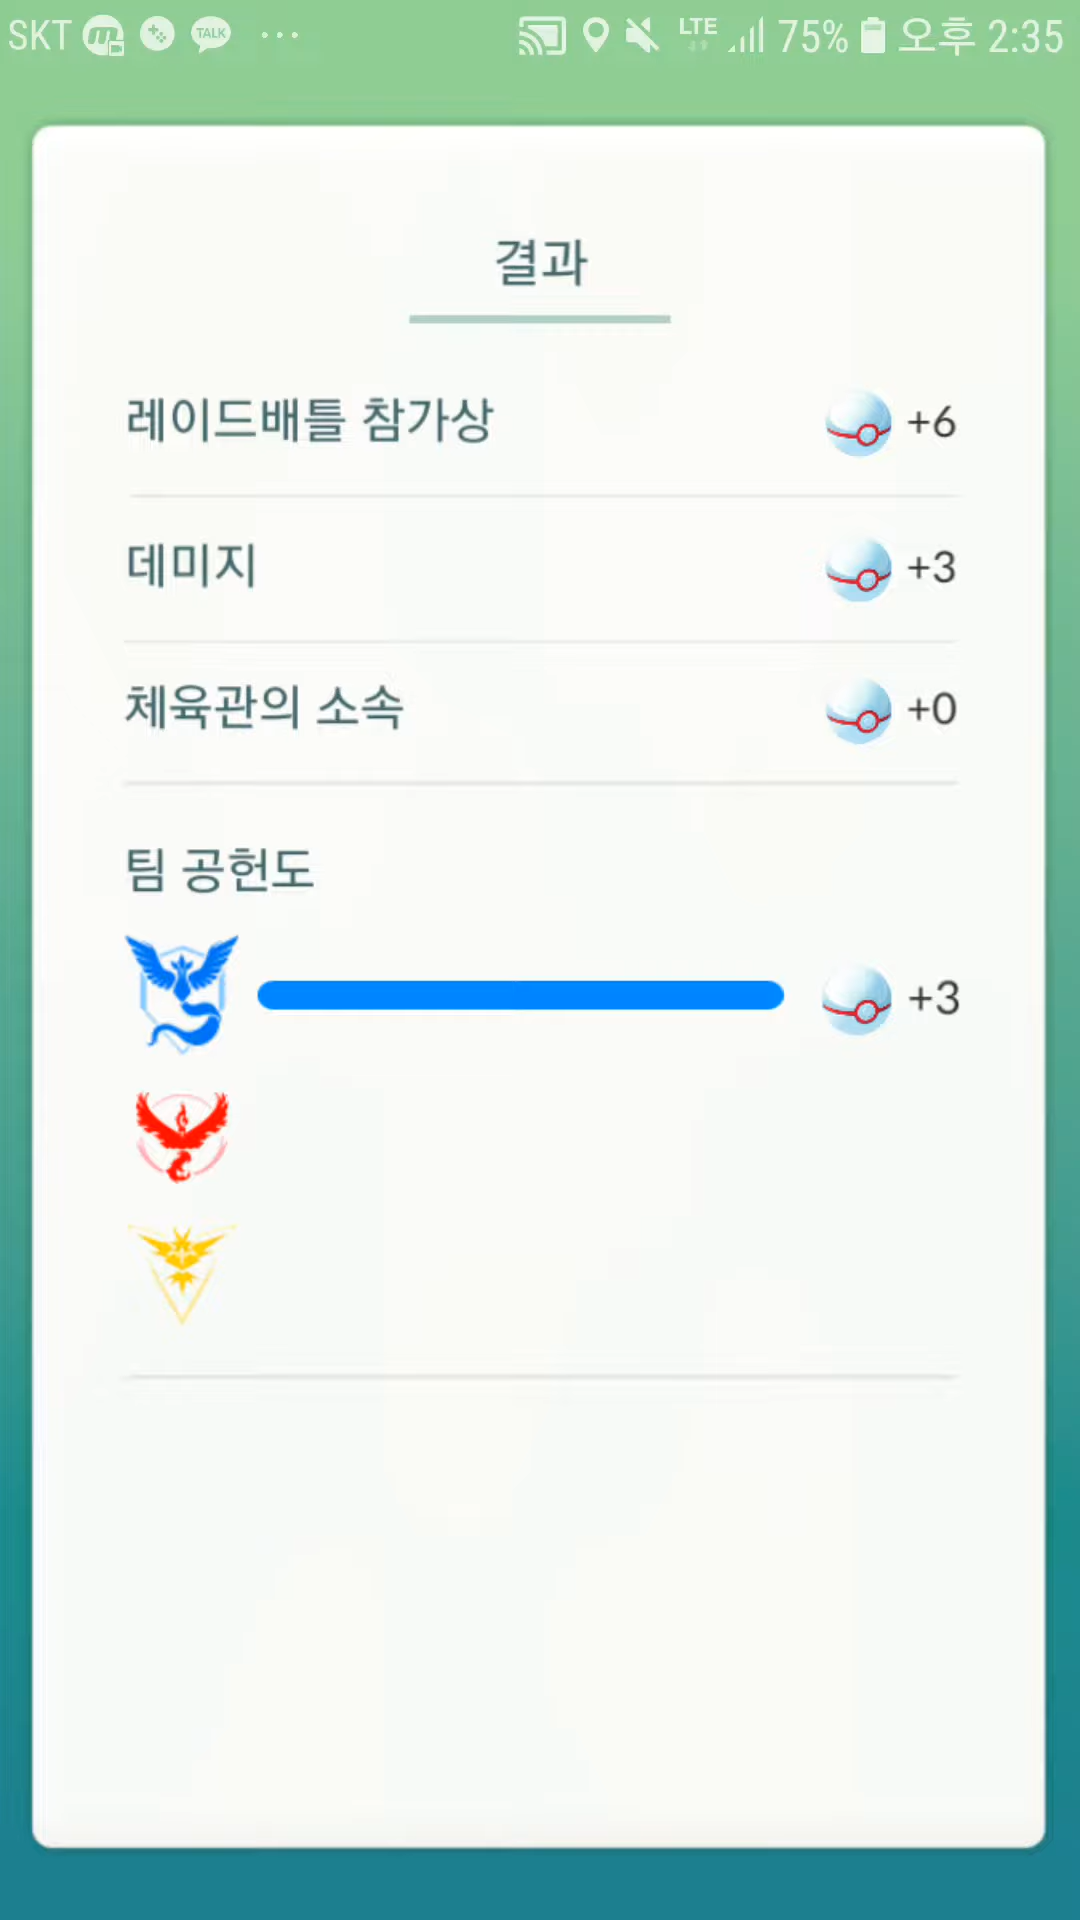 SKT TALK ... LTE 75% 오후 2:35
결과
레이드배틀 참가상 +6
데미지 +3
체육관의 소속 +0
팀 공헌도
+3